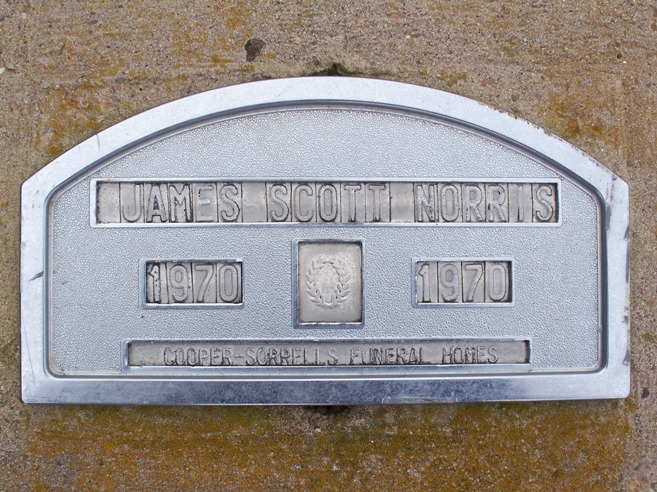 JAMES SCOTT NORRIS
1970 1970
COOPER-SORRELLS FUNERAL HOMES